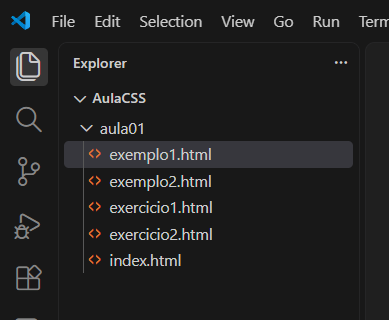 File Edit Selection View Go Run Term
Explorer
AulaCSS
aula01
exemplo1.html
exemplo2.html
exercicio1.html
exercicio2.html
index.html